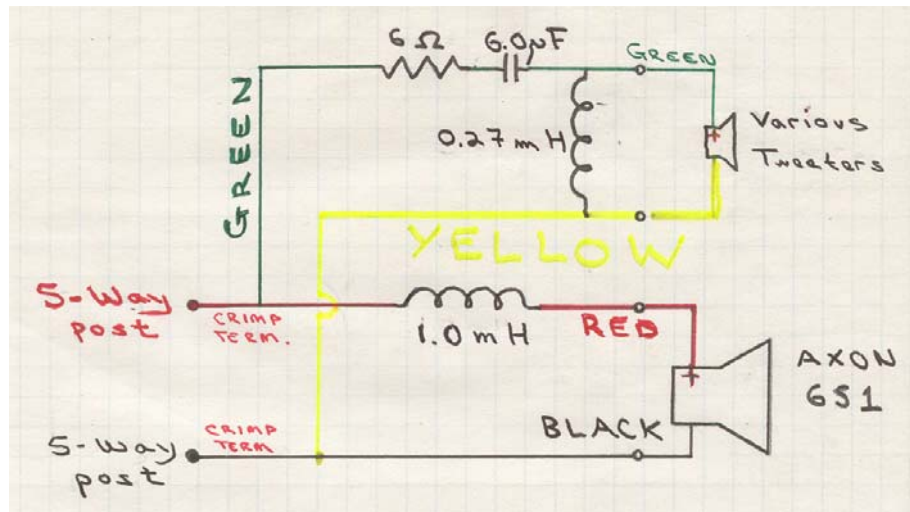 6 Ω 6.0µF
GREEN
GREEN
0.27 mH
Various
Tweeters
YELLOW
5-Way
post
CRIMP
TERM.
1.0 mH
RED
+
+
AXON
6S1
BLACK
5-Way
post
CRIMP
TERM